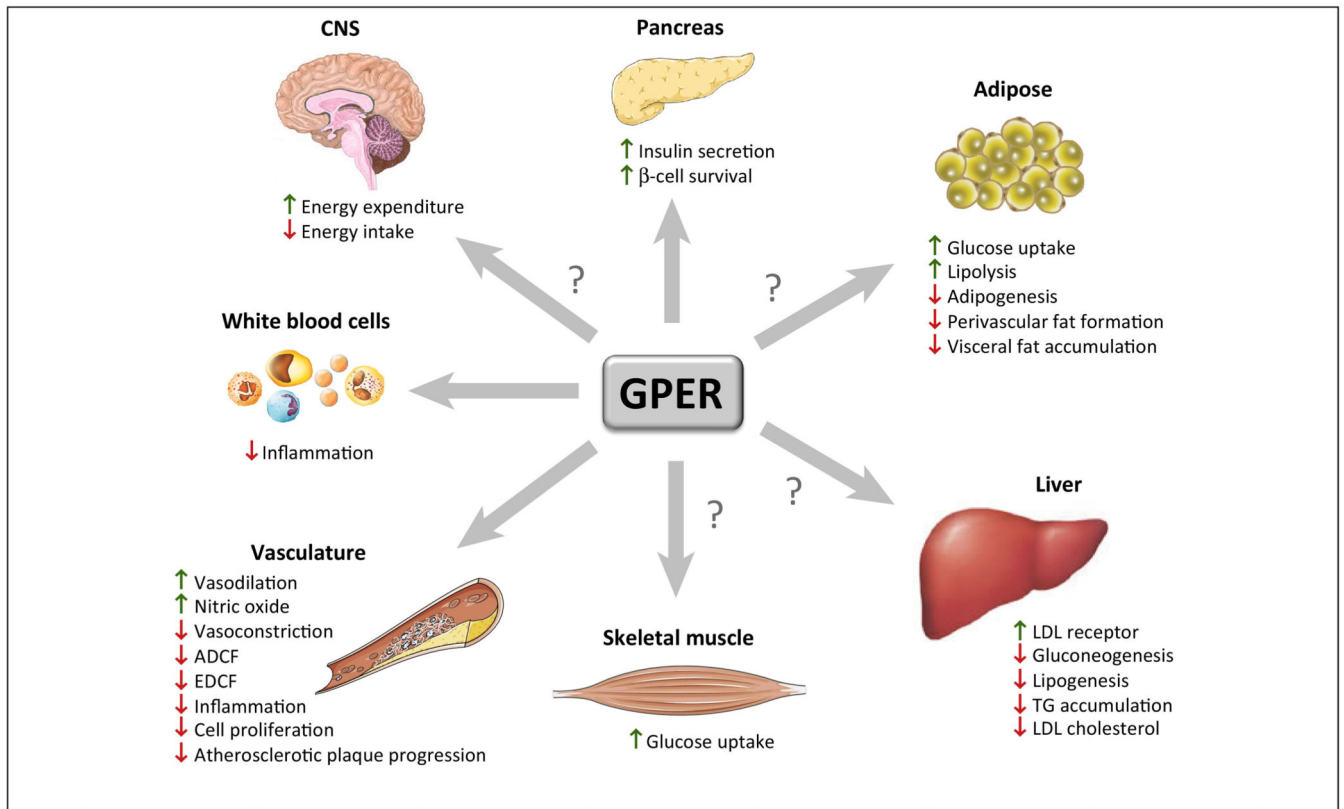 CNS
↑ Energy expenditure
↓ Energy intake
Pancreas
↑ Insulin secretion
↑ β-cell survival
Adipose
↑ Glucose uptake
↑ Lipolysis
↓ Adipogenesis
↓ Perivascular fat formation
↓ Visceral fat accumulation
?
?
White blood cells
↓ Inflammation
GPER
?
?
Liver
↑ LDL receptor
↓ Gluconeogenesis
↓ Lipogenesis
↓ TG accumulation
↓ LDL cholesterol
Vasculature
↑ Vasodilation
↑ Nitric oxide
↓ Vasoconstriction
↓ ADCF
↓ EDCF
↓ Inflammation
↓ Cell proliferation
↓ Atherosclerotic plaque progression
Skeletal muscle
↑ Glucose uptake